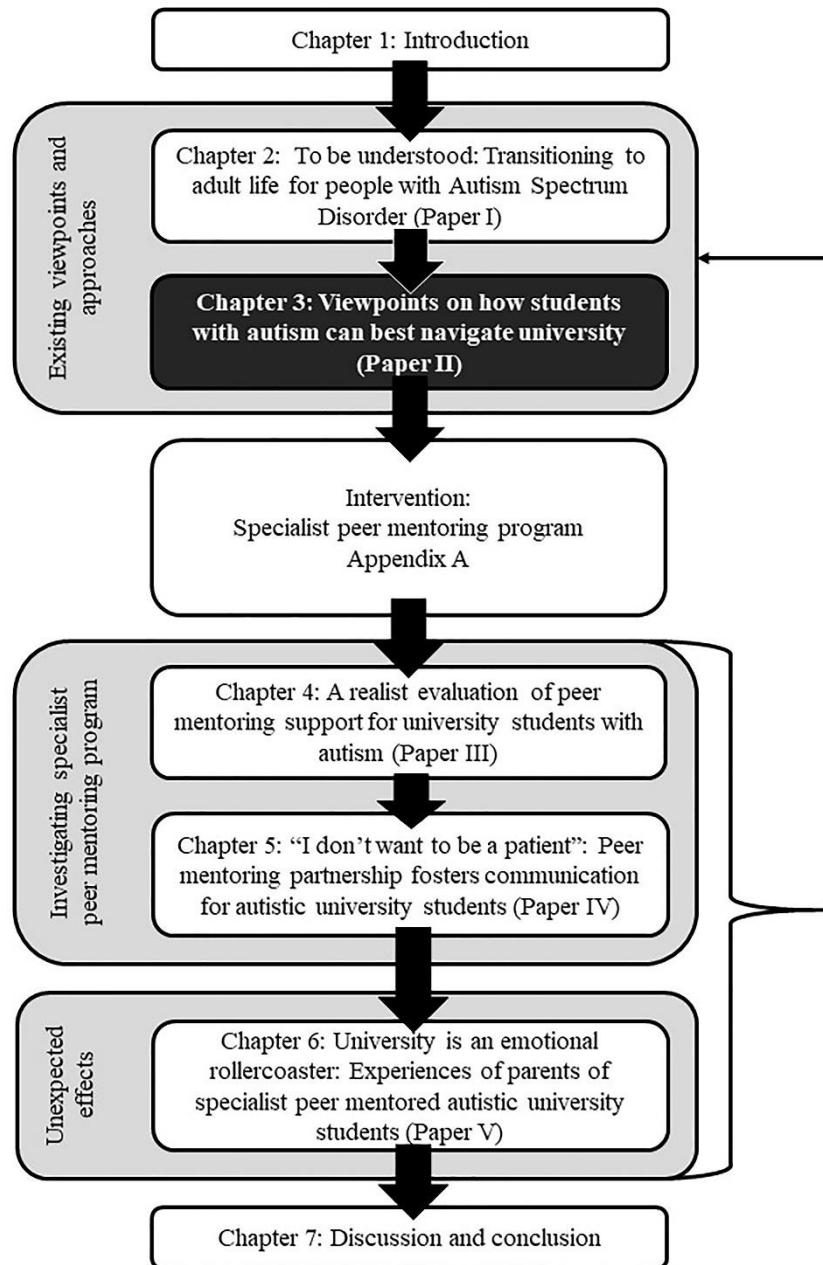 Chapter 1: Introduction
Existing viewpoints and
approaches
Chapter 2: To be understood: Transitioning to
adult life for people with Autism Spectrum
Disorder (Paper I)
Chapter 3: Viewpoints on how students
with autism can best navigate university
(Paper II)
Intervention:
Specialist peer mentoring program
Appendix A
Investigating specialist
peer mentoring program
Chapter 4: A realist evaluation of peer
mentoring support for university students with
autism (Paper III)
Chapter 5: “I don’t want to be a patient”: Peer
mentoring partnership fosters communication
for autistic university students (Paper IV)
Unexpected
effects
Chapter 6: University is an emotional
rollercoaster: Experiences of parents of
specialist peer mentored autistic university
students (Paper V)
Chapter 7: Discussion and conclusion